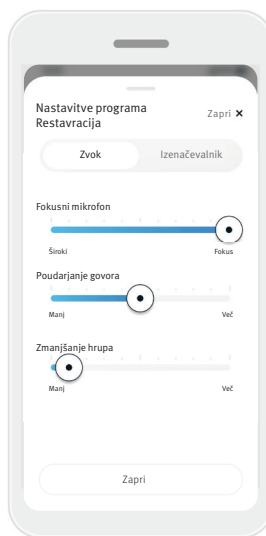 Nastavitve programa
Restavracija
Zapri ×
Zvok Izenačevalnik
Fokusni mikrofon
Široki Fokus
Poudarjanje govora
Manj Več
Zmanjšanje hrupa
Manj Več
Zapri